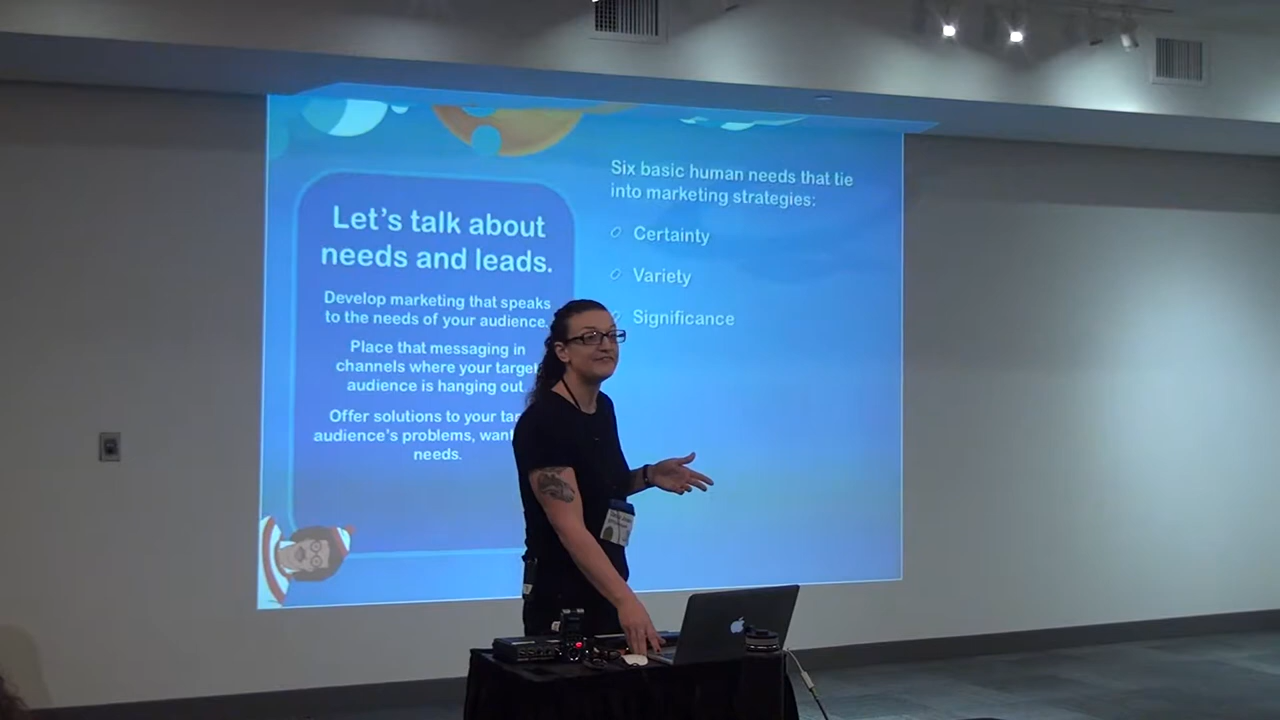 Let's talk about
needs and leads.
Develop marketing that speaks
to the needs of your audience.
Place that messaging in
channels where your target
audience is hanging out
Offer solutions to your
audience's problems,
needs.
Six basic human needs that tie
into marketing strategies:
Certainty
Variety
Significance